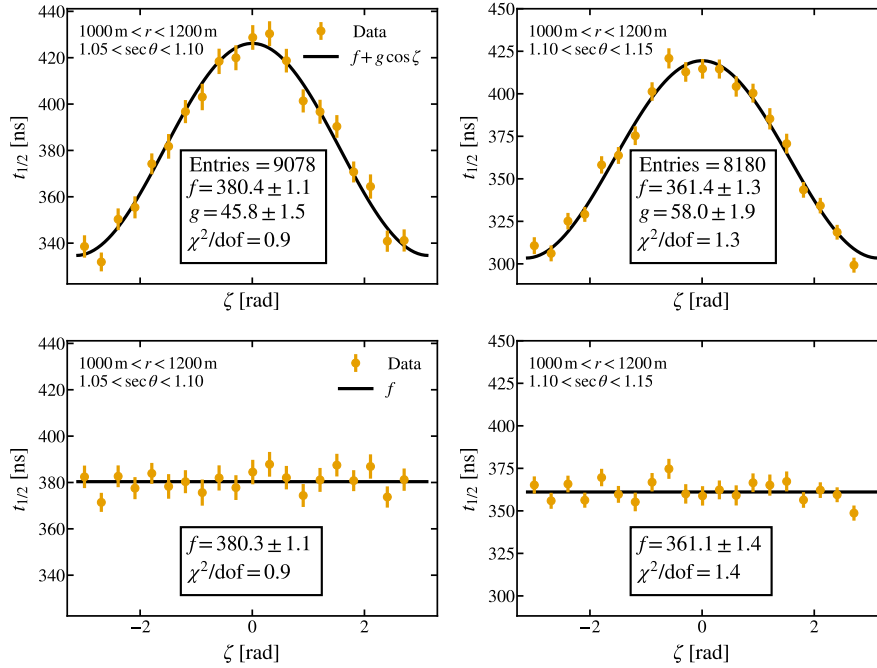 1000 m < r < 1200 m
1.05 < sec θ < 1.10
Data
f + g cos ζ
440
420
400
380
360
340
t1/2 [ns]
Entries = 9078
f = 380.4 ± 1.1
g = 45.8 ± 1.5
χ²/dof = 0.9
ζ [rad]
1000 m < r < 1200 m
1.10 < sec θ < 1.15
450
425
400
375
350
325
300
t1/2 [ns]
Entries = 8180
f = 361.4 ± 1.3
g = 58.0 ± 1.9
χ²/dof = 1.3
ζ [rad]
1000 m < r < 1200 m
1.05 < sec θ < 1.10
Data
f
440
420
400
380
360
340
t1/2 [ns]
f = 380.3 ± 1.1
χ²/dof = 0.9
−2 0 2
ζ [rad]
1000 m < r < 1200 m
1.10 < sec θ < 1.15
450
425
400
375
350
325
300
t1/2 [ns]
f = 361.1 ± 1.4
χ²/dof = 1.4
−2 0 2
ζ [rad]